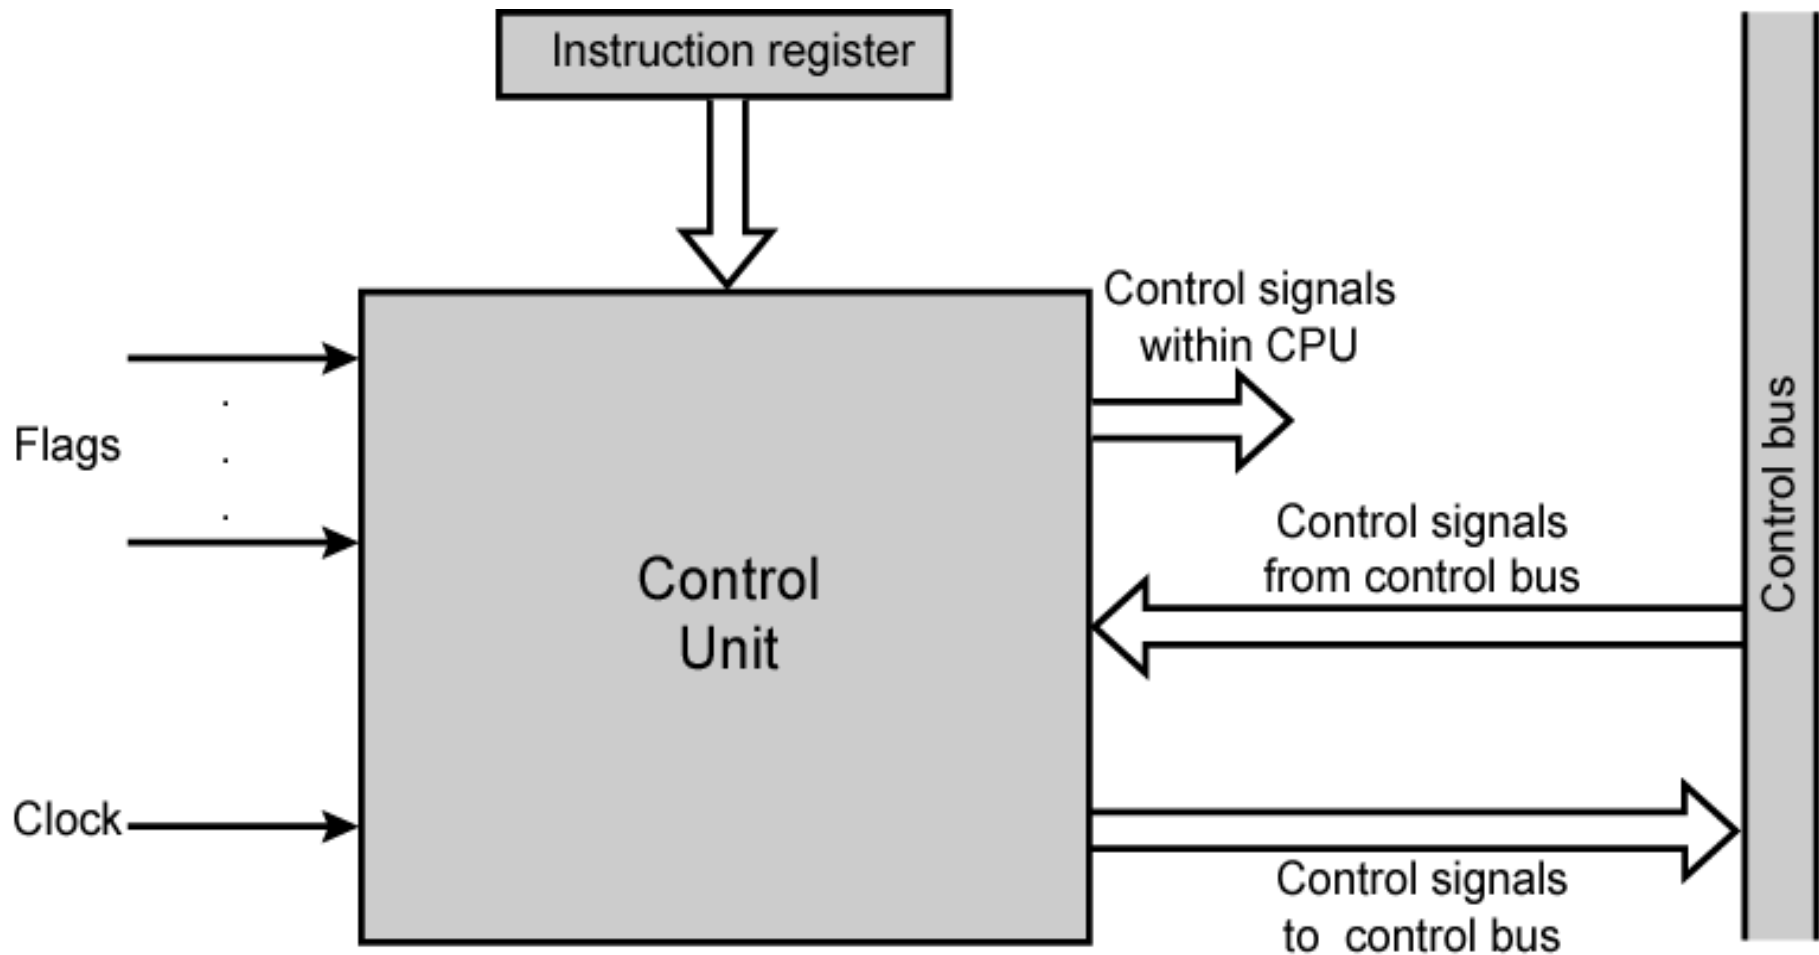 Instruction register
Control signals
within CPU
Flags
Control signals
from control bus
Control
Unit
Control bus
Clock
Control signals
to control bus